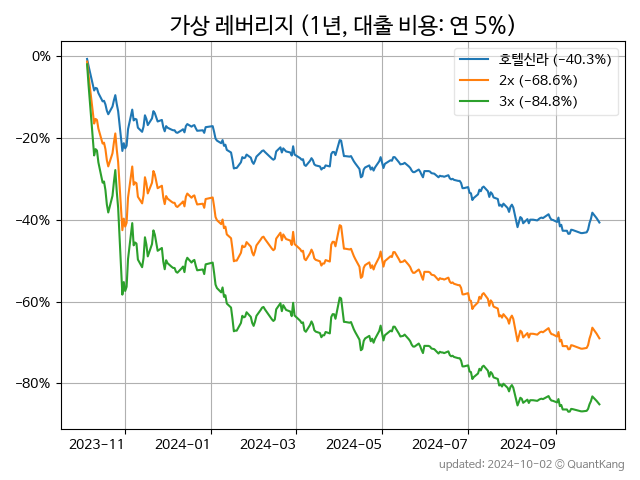 가상 레버리지 (1년, 대출 비용: 연 5%)
호텔신라 (−40.3%)
2x (−68.6%)
3x (−84.8%)
0%
−20%
−40%
−60%
−80%
2023−11 2024−01 2024−03 2024−05 2024−07 2024−09
updated: 2024-10-02 © QuantKang